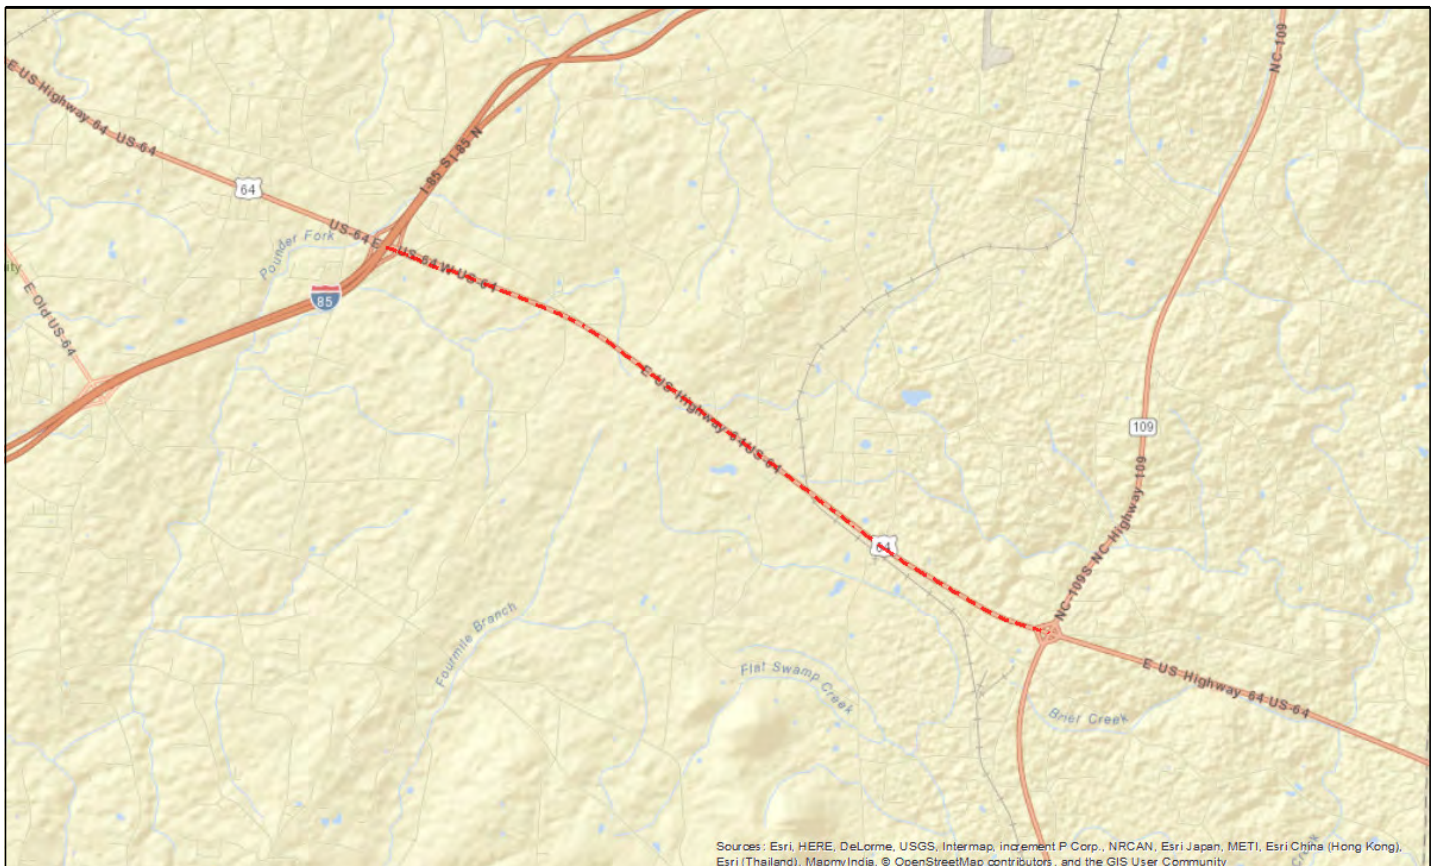 NC-109
E US Highway 64 US-64
I-85 S I-85 N
64
US-64 E
US-64 W US-64
Pounder Fork
ity
E Old US-64
85
E US Highway 64 US-64
109
NC-109 S NC Highway 109
64
Fourmile Branch
Flat Swamp Creek
E US Highway 64 US-64
Brier Creek
Creek
Sources: Esri, HERE, DeLorme, USGS, Intermap, increment P Corp., NRCAN, Esri Japan, METI, Esri China (Hong Kong),
Esri (Thailand), MapmyIndia, © OpenStreetMap contributors, and the GIS User Community